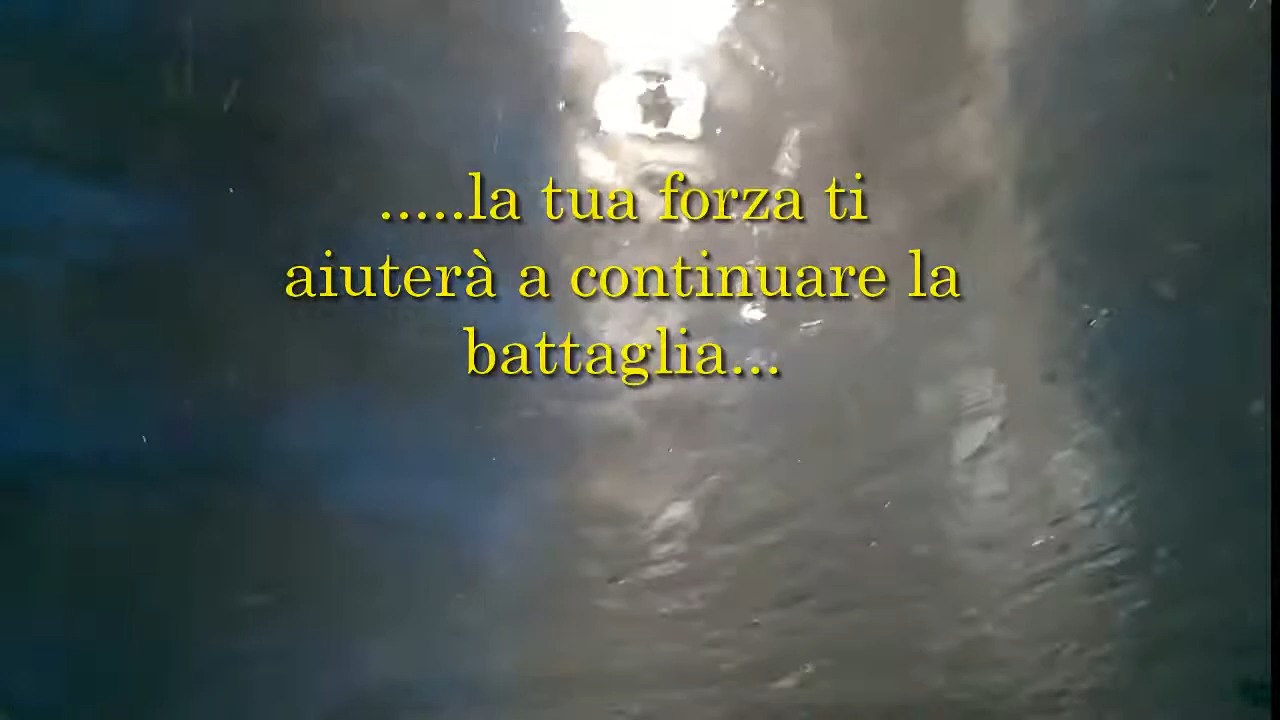 .....la tua forza ti
aiuterà a continuare la
battaglia...